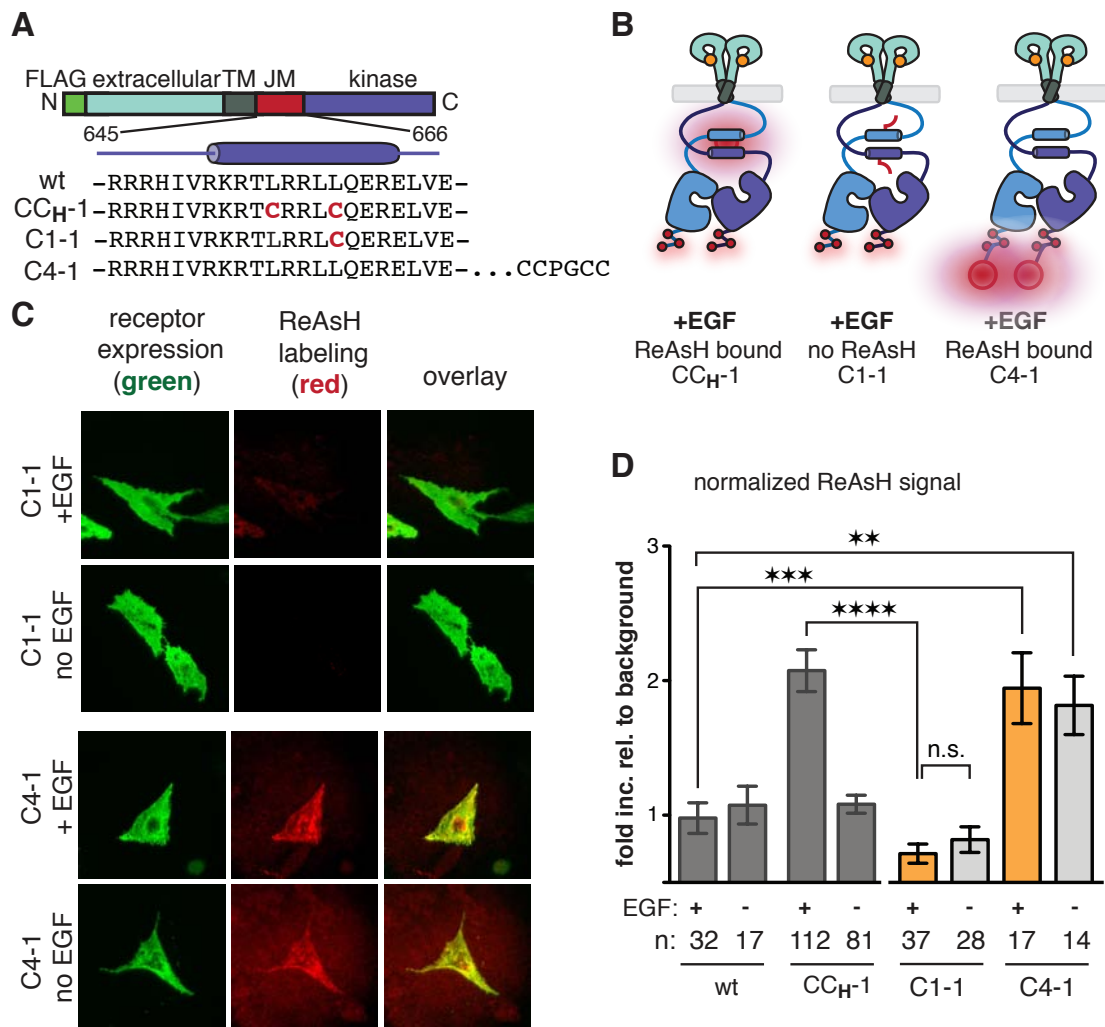 A
FLAG extracellular TM JM kinase
N C
645 666
wt -RRRHIVRKRTLRRLLQERELVE-
CCH-1 -RRRHIVRKRTCRRLCQERELVE-
C1-1 -RRRHIVRKRTLRRLCQERELVE-
C4-1 -RRRHIVRKRTLRRLLQERELVE- ...CCPGCC
B
+EGF +EGF +EGF
ReAsH bound no ReAsH ReAsH bound
CCH-1 C1-1 C4-1
C
receptor expression (green)
ReAsH labeling (red)
overlay
C1-1 +EGF
C1-1 no EGF
C4-1 + EGF
C4-1 no EGF
D
normalized ReAsH signal
fold inc. rel. to background
3
2
1
★★
★★★
★★★★
n.s.
EGF: + - + - + - + -
n: 32 17 112 81 37 28 17 14
wt CCH-1 C1-1 C4-1